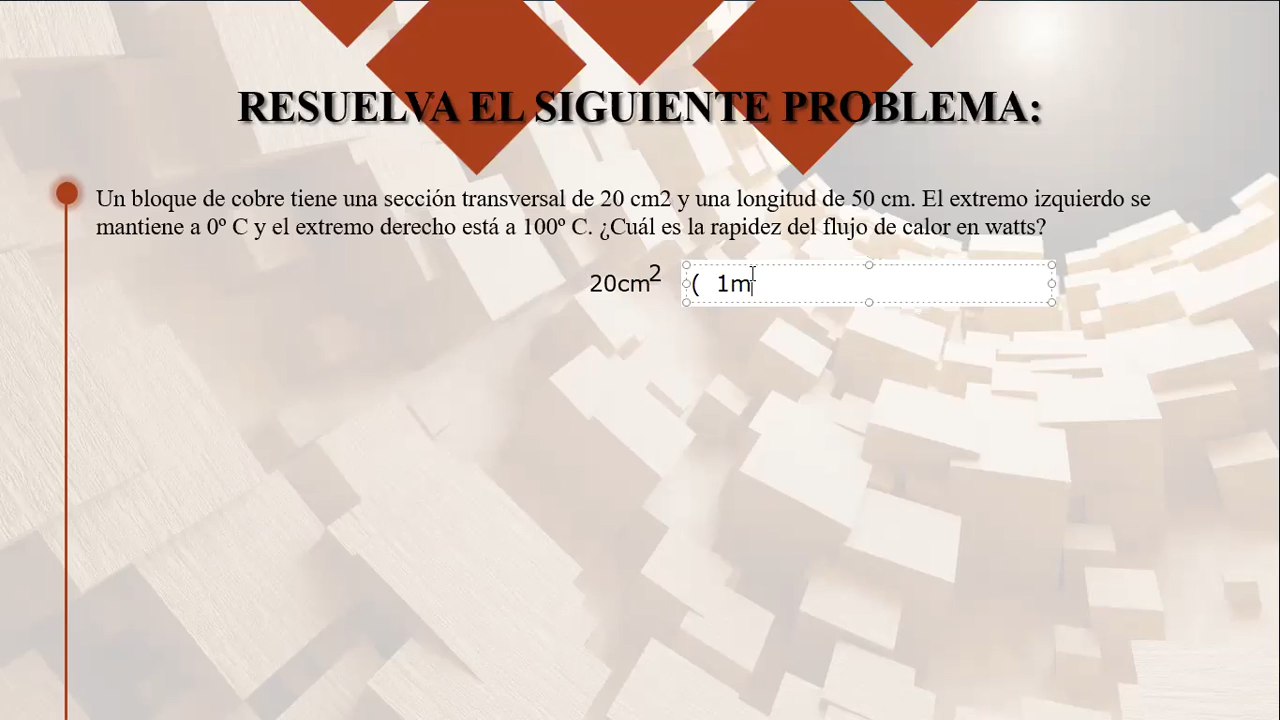 RESUELVA EL SIGUIENTE PROBLEMA:
Un bloque de cobre tiene una sección transversal de 20 cm2 y una longitud de 50 cm. El extremo izquierdo se
mantiene a 0º C y el extremo derecho está a 100º C. ¿Cuál es la rapidez del flujo de calor en watts?
20cm² ( 1m